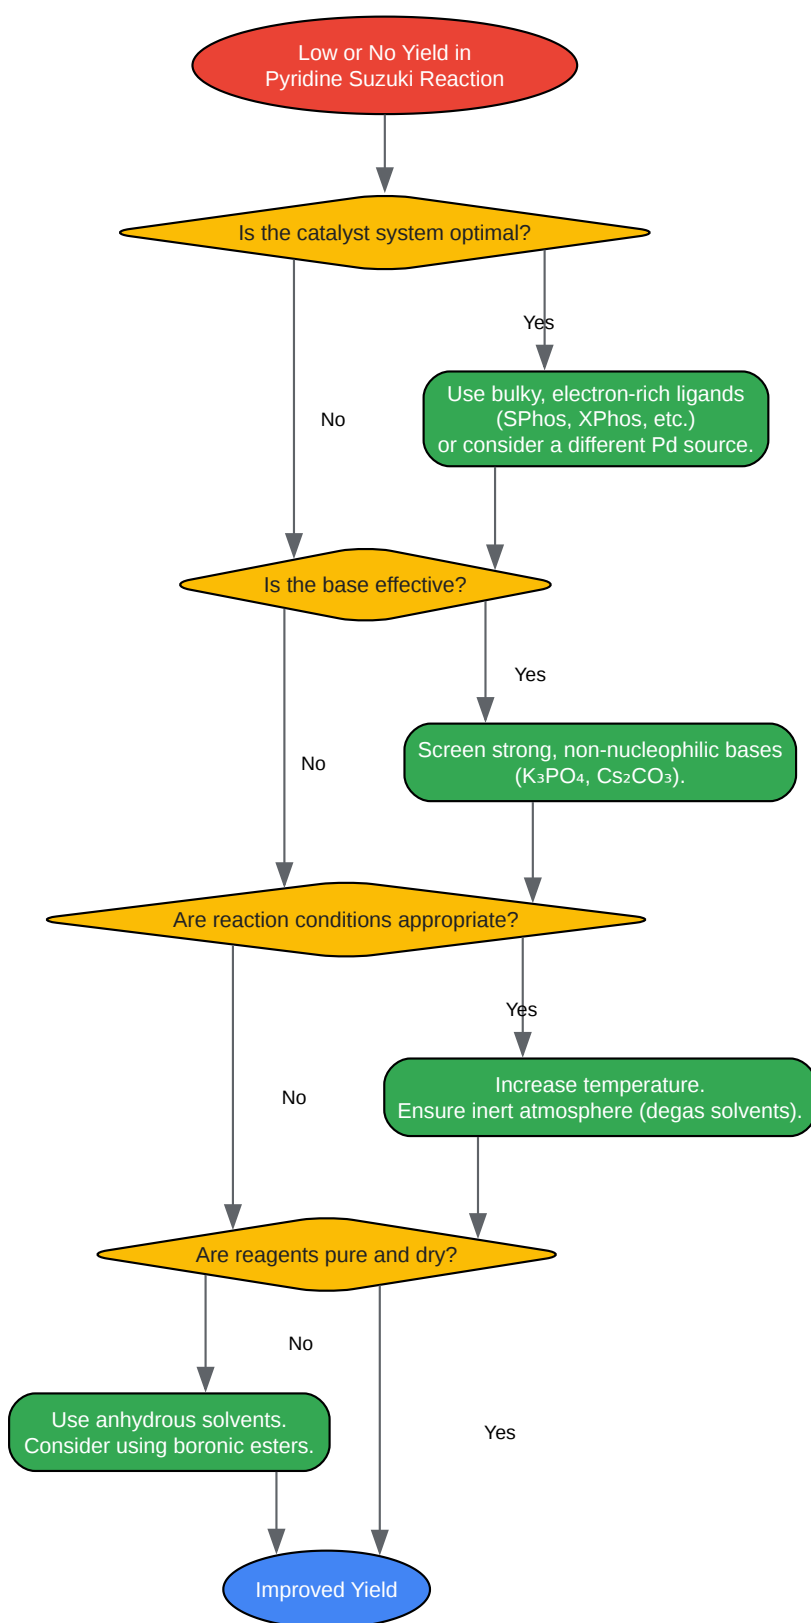 Low or No Yield in
Pyridine Suzuki Reaction
Is the catalyst system optimal?
Yes
Use bulky, electron-rich ligands
(SPhos, XPhos, etc.)
or consider a different Pd source.
No
Is the base effective?
Yes
Screen strong, non-nucleophilic bases
(K₃PO₄, Cs₂CO₃).
No
Are reaction conditions appropriate?
Yes
Increase temperature.
Ensure inert atmosphere (degas solvents).
No
Are reagents pure and dry?
No
Use anhydrous solvents.
Consider using boronic esters.
Yes
Improved Yield